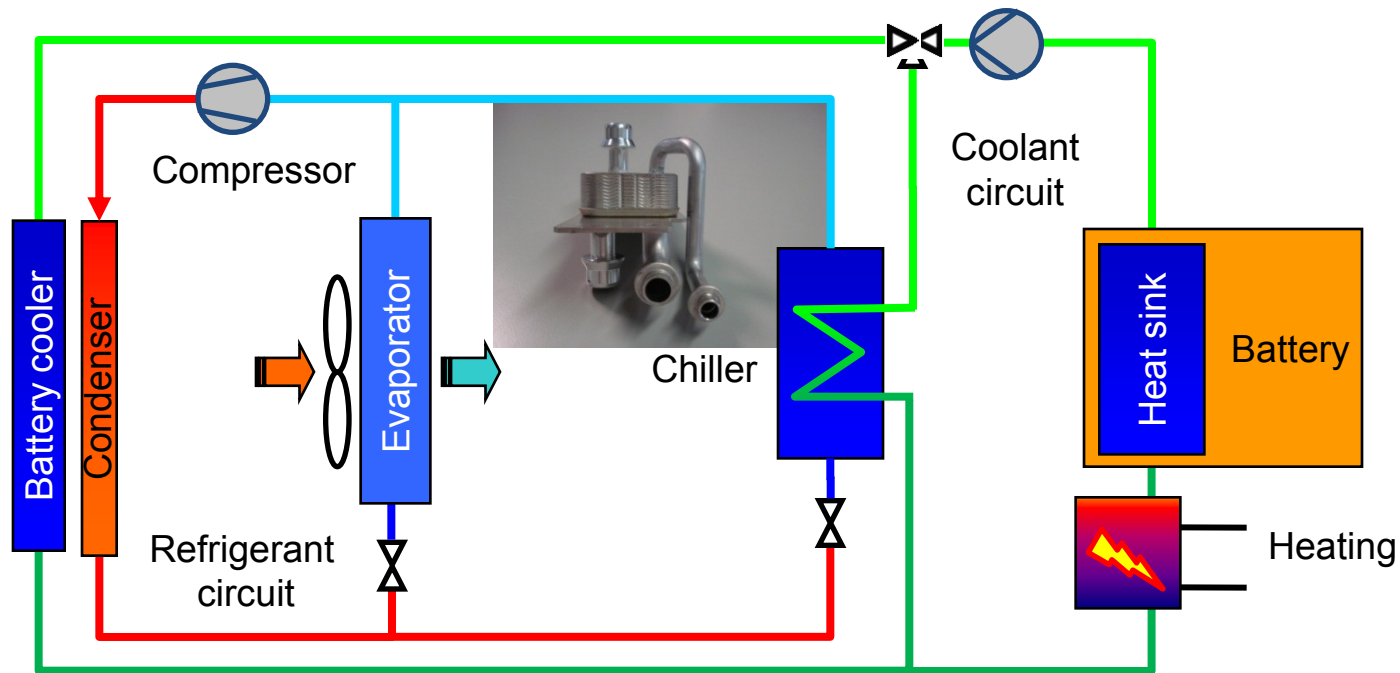 Compressor
Coolant
circuit
Battery cooler
Condenser
Evaporator
Chiller
Heat sink
Battery
Refrigerant
circuit
Heating